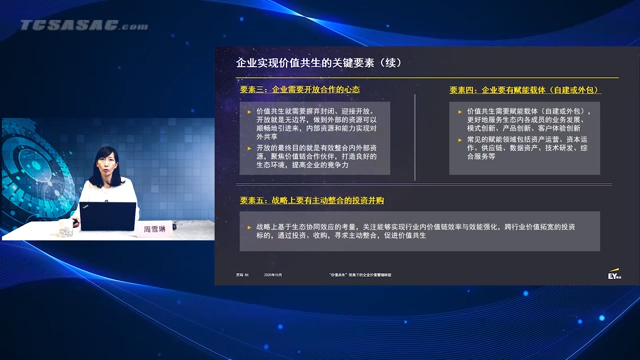 TCSASAC.com
企业实现价值共生的关键要素（续）
要素三：企业需要开放合作的心态
价值共生就需要摒弃封闭、迎接开放，
开放就是无边界，做到外部的资源可以
顺畅地引进来，内部资源和能力实现对
外共享
开放的最终目的就是有效整合内外部资
源，聚焦价值链合作伙伴，打造良好的
生态环境，提高企业的竞争力
要素四：企业要有赋能载体（自建或外包）
价值共生需要赋能载体（自建或外包），
更好地服务生态内各成员的业务发展、
模式创新、产品创新、客户体验创新
常见的赋能领域包括资产运营、资本运
作、供应链、数据资产、技术研发、综
合服务等
要素五：战略上要有主动整合的投资并购
战略上基于生态协同效应的考量，关注能够实现行业内价值链效率与效能强化，跨行业价值拓宽的投资
标的，通过投资、收购，寻求主动整合，促进价值共生
周雪琳
2020年10月
EY